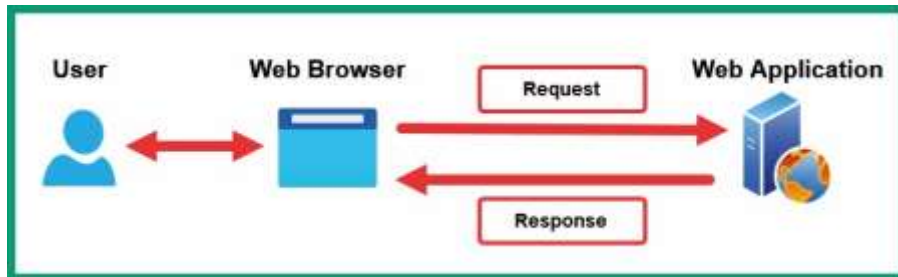 User
Web Browser
Web Application
Request
Response